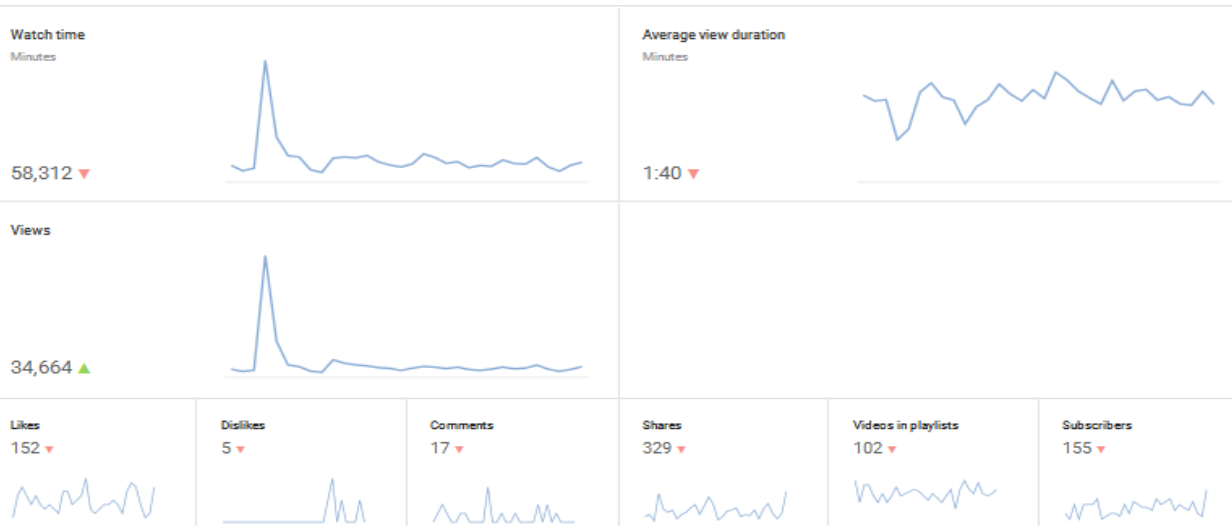 Watch time
Minutes
58,312 ▼
Average view duration
Minutes
1:40 ▼
Views
34,664 ▲
Likes
152 ▼
Dislikes
5 ▼
Comments
17 ▼
Shares
329 ▼
Videos in playlists
102 ▼
Subscribers
155 ▼